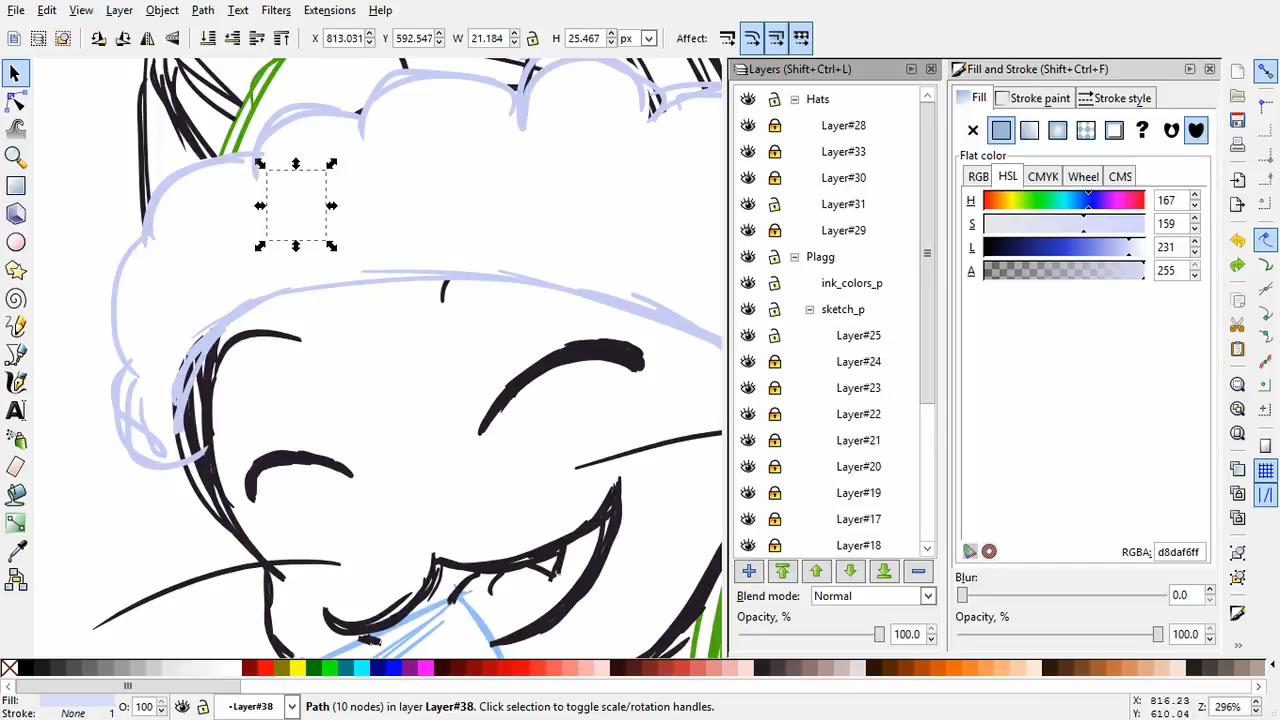 File Edit View Layer Object Path Filters Text Extensions Help
X 813.031 Y 592.547 W 21.184 H 25.467 px Affect:
Layers (Shift+Ctrl+L)
Hats
Layer#28
Layer#33
Layer#30
Layer#31
Layer#29
Plagg
ink_colors_p
sketch_p
Layer#25
Layer#24
Layer#23
Layer#22
Layer#21
Layer#20
Layer#19
Layer#17
Layer#18
Blend mode: Normal
Opacity, % 100.0
Fill and Stroke (Shift+Ctrl+F)
Fill Stroke paint Stroke style
Flat color
RGB HSL CMYK Wheel CMS
H 167
S 159
L 231
A 255
RGBA: d8daf6ff
Blur:
0.0
Opacity, %
100.0
Fill:
Stroke: None 1
O: 100
•Layer#38
Path (10 nodes) in layer Layer#38. Click selection to toggle scale/rotation handles.
X: 816.23
Y: 610.04
Z: 296%